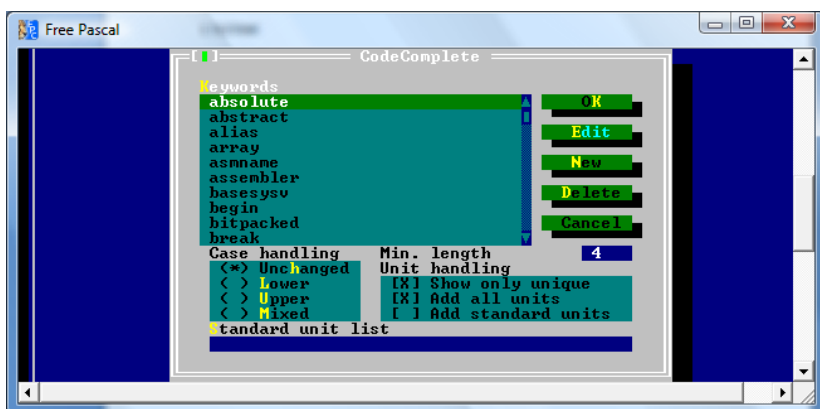 Free Pascal
CodeComplete
Keywords
absolute
abstract
alias
array
asmname
assembler
basesysv
begin
bitpacked
break
OK
Edit
New
Delete
Cancel
Case handling
(*) Unchanged
( ) Lower
( ) Upper
( ) Mixed
Min. length 4
Unit handling
[X] Show only unique
[X] Add all units
[ ] Add standard units
Standard unit list